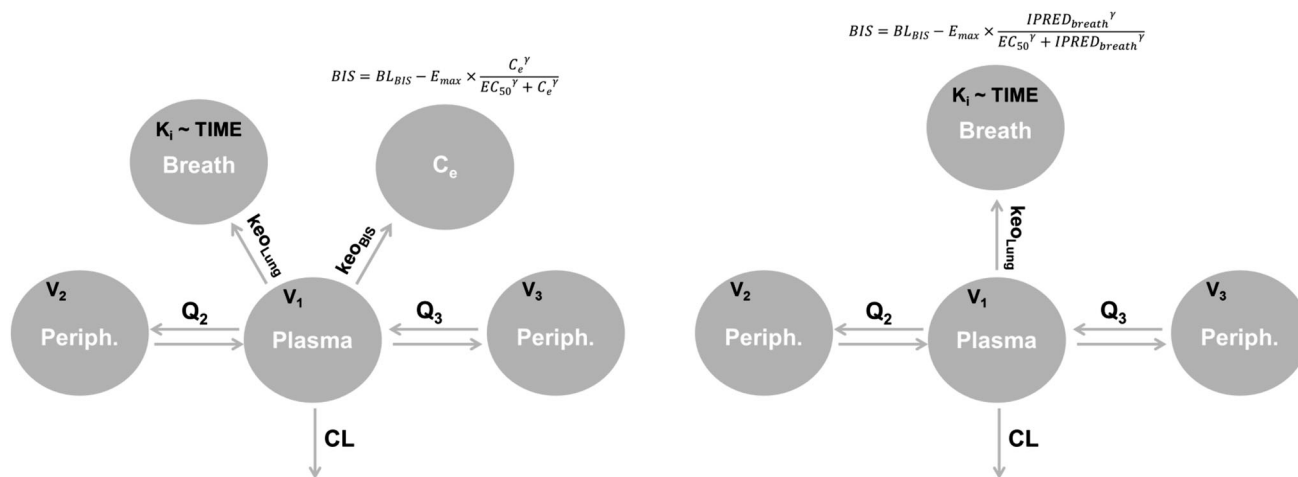 BIS = BL_BIS − E_max × C_e^γ / (EC_50^γ + C_e^γ)
K_i ~ TIME
Breath
C_e
keo_Lung
keo_BIS
V_2
Periph.
Q_2
V_1
Plasma
Q_3
V_3
Periph.
CL
BIS = BL_BIS − E_max × IPRED_breath^γ / (EC_50^γ + IPRED_breath^γ)
K_i ~ TIME
Breath
keo_Lung
V_2
Periph.
Q_2
V_1
Plasma
Q_3
V_3
Periph.
CL